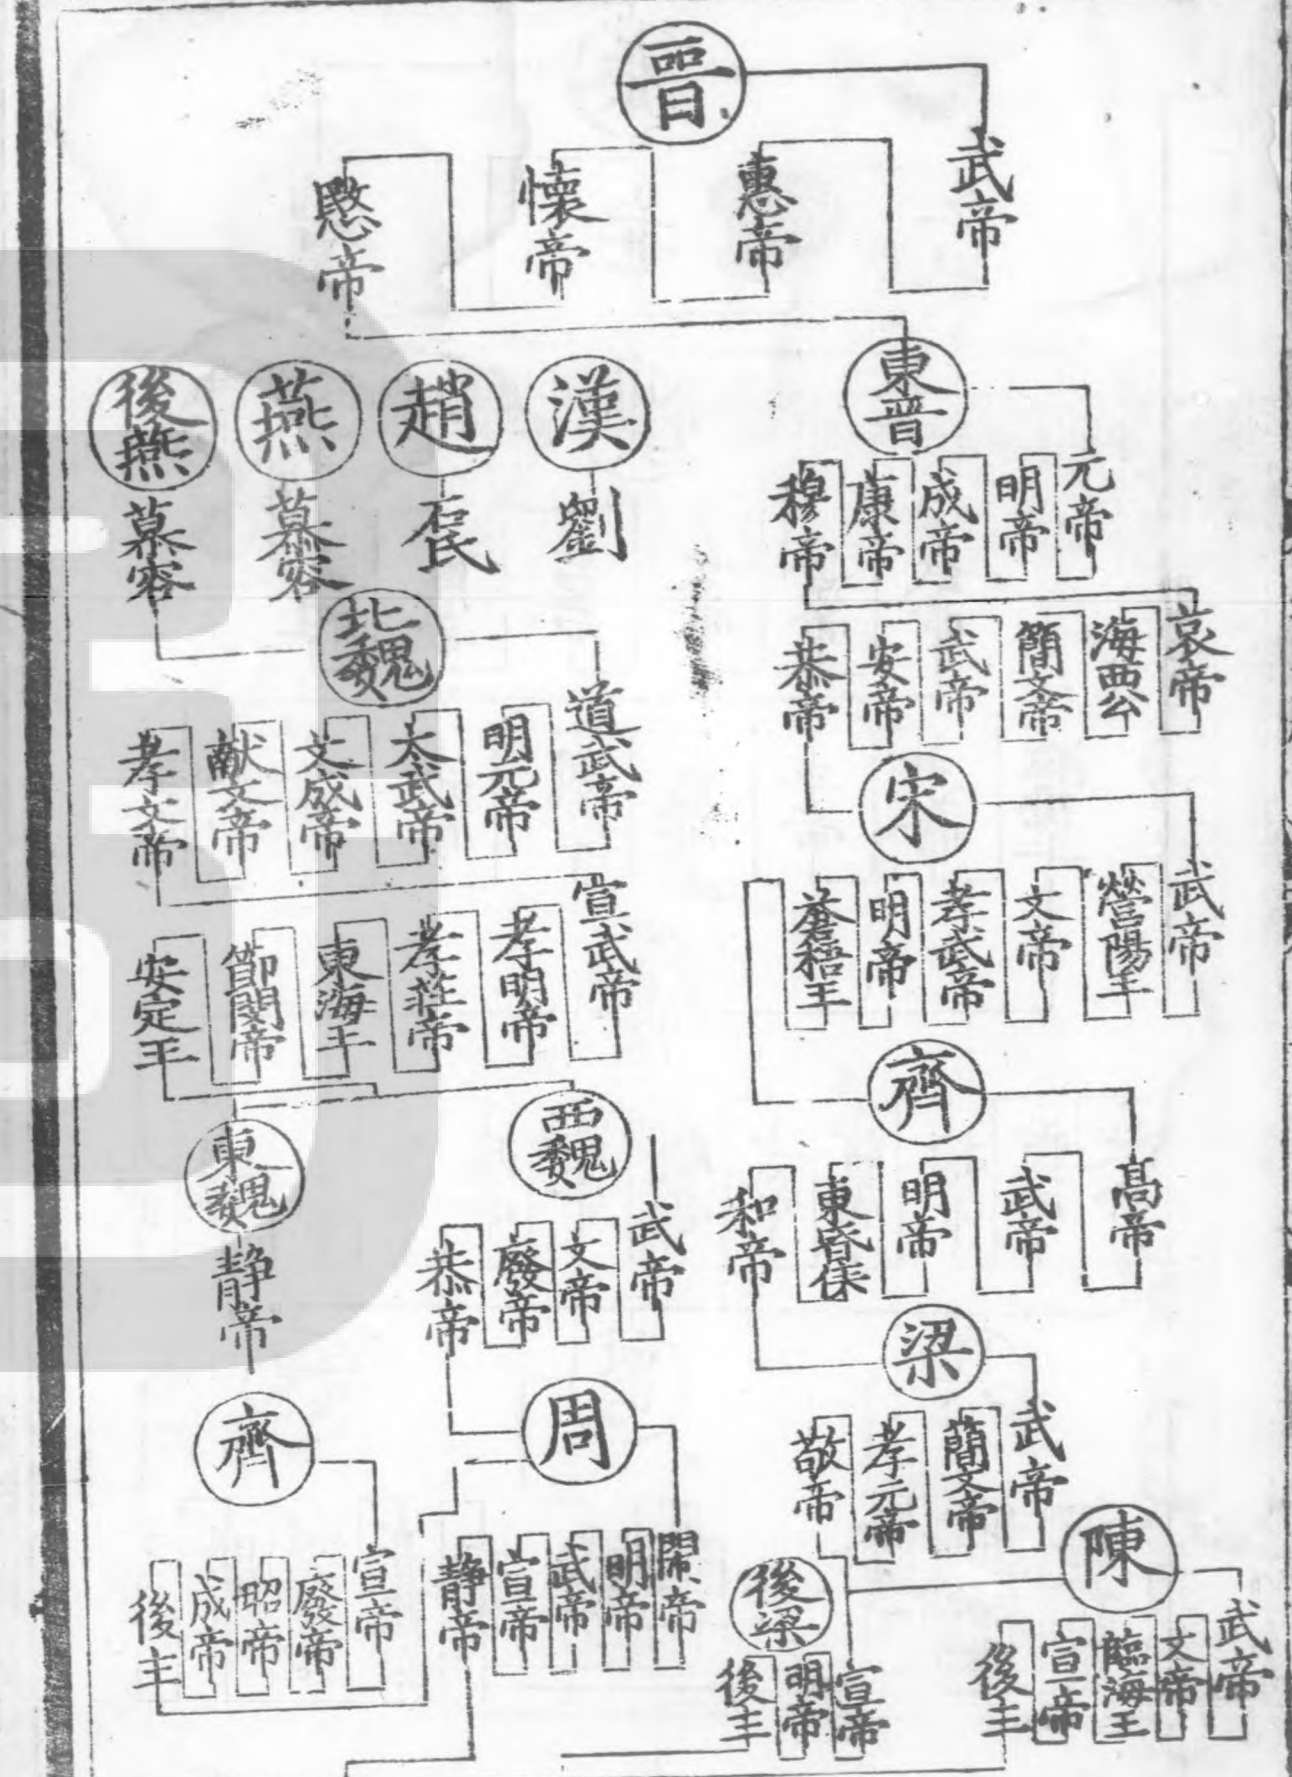 晉
武帝
惠帝
懷帝
愍帝
東晉
元帝
明帝
成帝
康帝
穆帝
哀帝
海西公
簡文帝
武帝
安帝
恭帝
宋
武帝
營陽王
文帝
孝武帝
明帝
蒼梧王
齊
高帝
武帝
明帝
東昏侯
和帝
梁
武帝
簡文帝
孝元帝
敬帝
陳
武帝
文帝
臨海王
宣帝
後主
後梁
宣帝
明帝
後主
漢
劉
趙
石氏
燕
慕容
後燕
慕容
北魏
道武帝
明元帝
太武帝
文成帝
献文帝
孝文帝
宣武帝
孝明帝
孝莊帝
東海王
節閔帝
安定王
西魏
武帝
文帝
廢帝
恭帝
周
閔帝
明帝
武帝
宣帝
静帝
東魏
静帝
齊
宣帝
廢帝
昭帝
成帝
後主